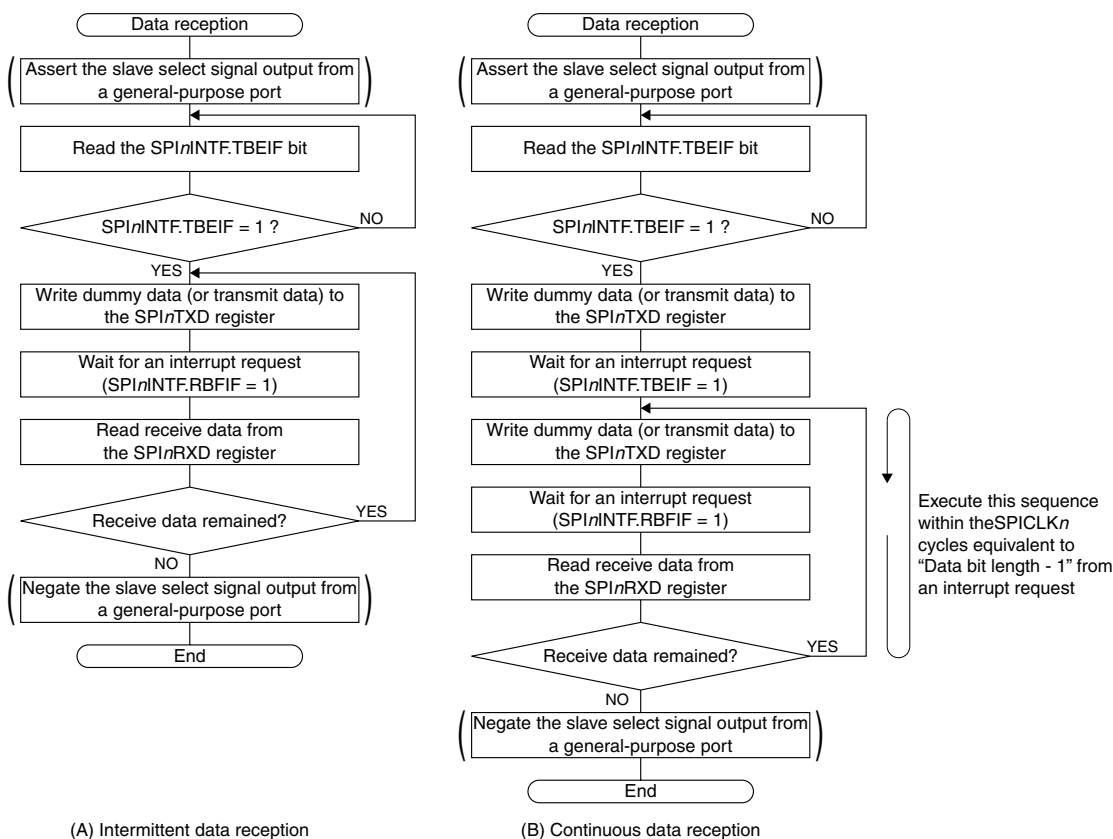 Data reception
Assert the slave select signal output from
a general-purpose port
Read the SPInINTF.TBEIF bit
SPInINTF.TBEIF = 1 ?
NO
YES
Write dummy data (or transmit data) to
the SPInTXD register
Wait for an interrupt request
(SPInINTF.RBFIF = 1)
Read receive data from
the SPInRXD register
Receive data remained?
YES
NO
Negate the slave select signal output from
a general-purpose port
End
(A) Intermittent data reception
Data reception
Assert the slave select signal output from
a general-purpose port
Read the SPInINTF.TBEIF bit
SPInINTF.TBEIF = 1 ?
NO
YES
Write dummy data (or transmit data) to
the SPInTXD register
Wait for an interrupt request
(SPInINTF.TBEIF = 1)
Write dummy data (or transmit data) to
the SPInTXD register
Wait for an interrupt request
(SPInINTF.RBFIF = 1)
Read receive data from
the SPInRXD register
Receive data remained?
YES
NO
Negate the slave select signal output from
a general-purpose port
End
Execute this sequence
within theSPICLKn
cycles equivalent to
“Data bit length - 1” from
an interrupt request
(B) Continuous data reception